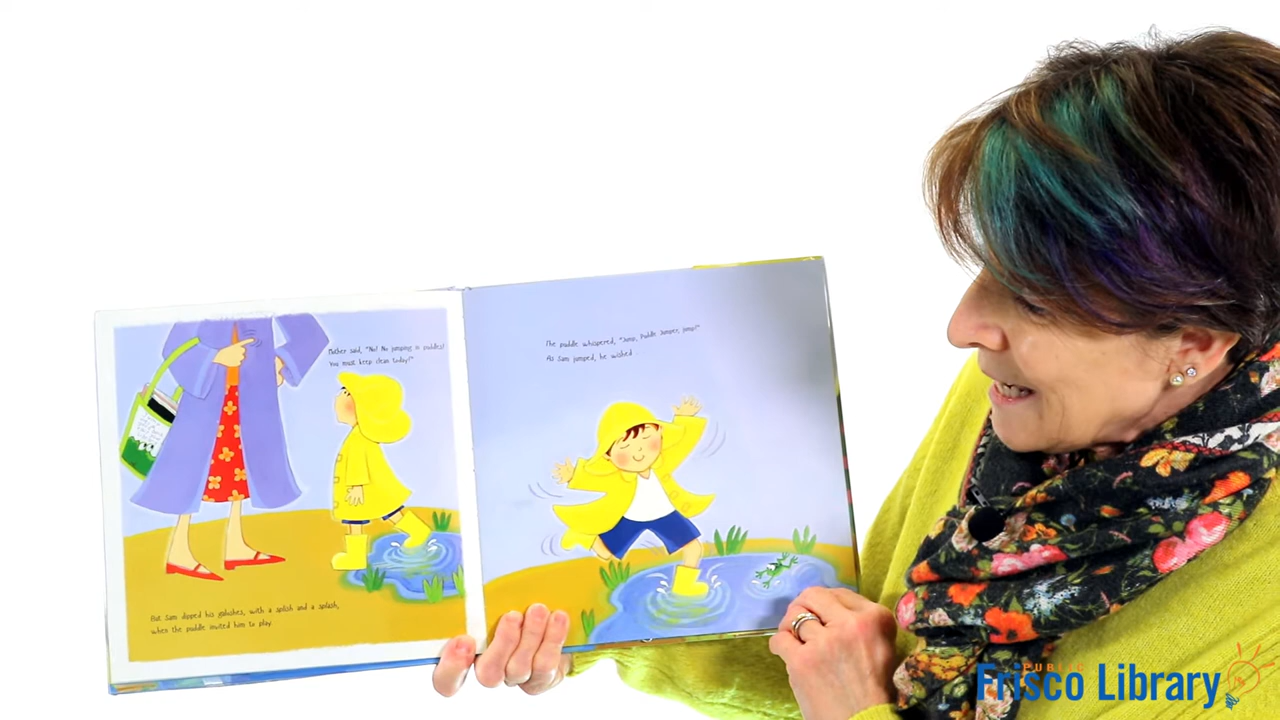 Mother said, "No! No jumping in puddles!
You must keep clean today!"
But Sam dipped his galoshes, with a splish and a splash,
when the puddle invited him to play.
The puddle whispered, "Jump, Puddle Jumper, jump!"
As Sam jumped, he wished
PUBLIC
Frisco Library